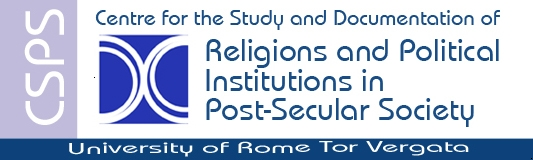 CSPS
Centre for the Study and Documentation of
Religions and Political
Institutions in
Post-Secular Society
University of Rome Tor Vergata